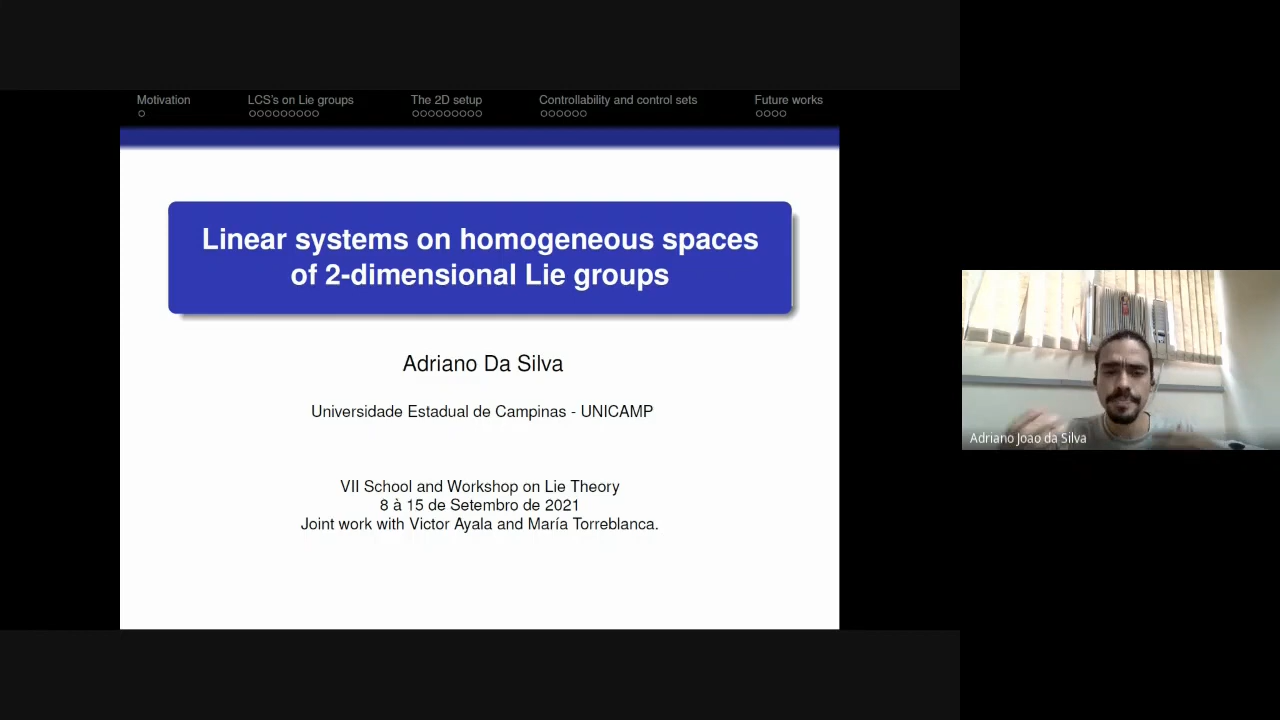 Motivation
LCS's on Lie groups
The 2D setup
Controllability and control sets
Future works
Linear systems on homogeneous spaces
of 2-dimensional Lie groups
Adriano Da Silva
Universidade Estadual de Campinas - UNICAMP
VII School and Workshop on Lie Theory
8 à 15 de Setembro de 2021
Joint work with Victor Ayala and María Torreblanca.
Adriano Joao da Silva